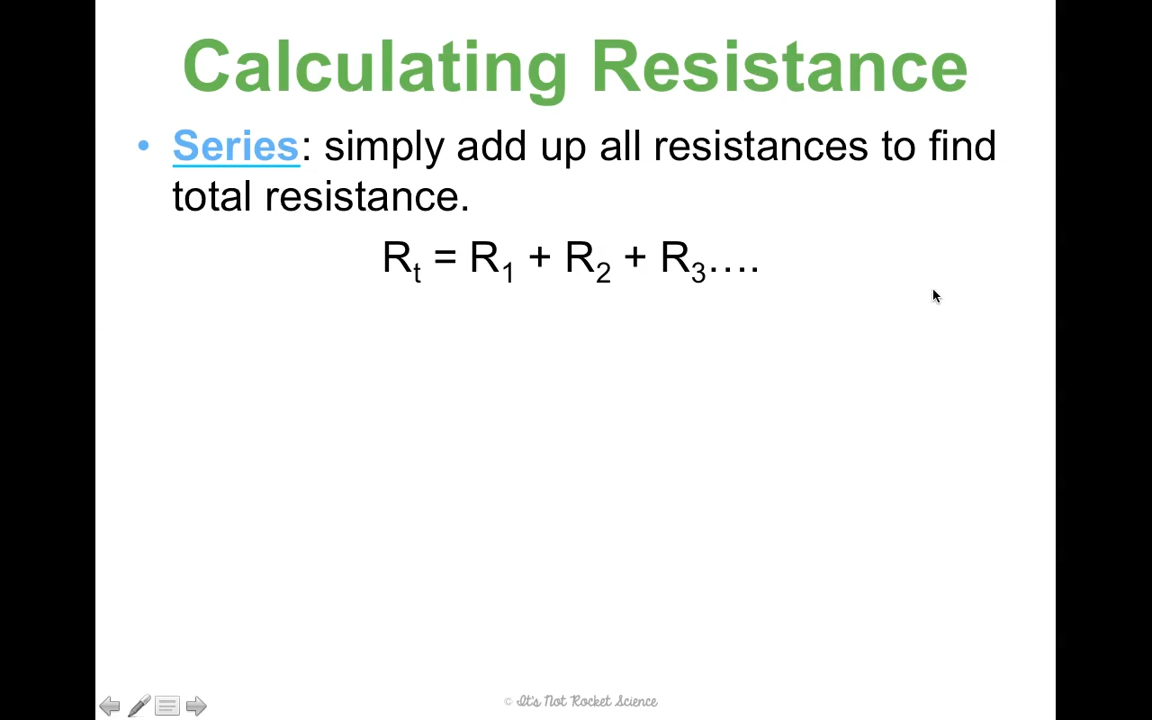 Calculating Resistance
• Series: simply add up all resistances to find
total resistance.
Rₜ = R₁ + R₂ + R₃….
© It's Not Rocket Science